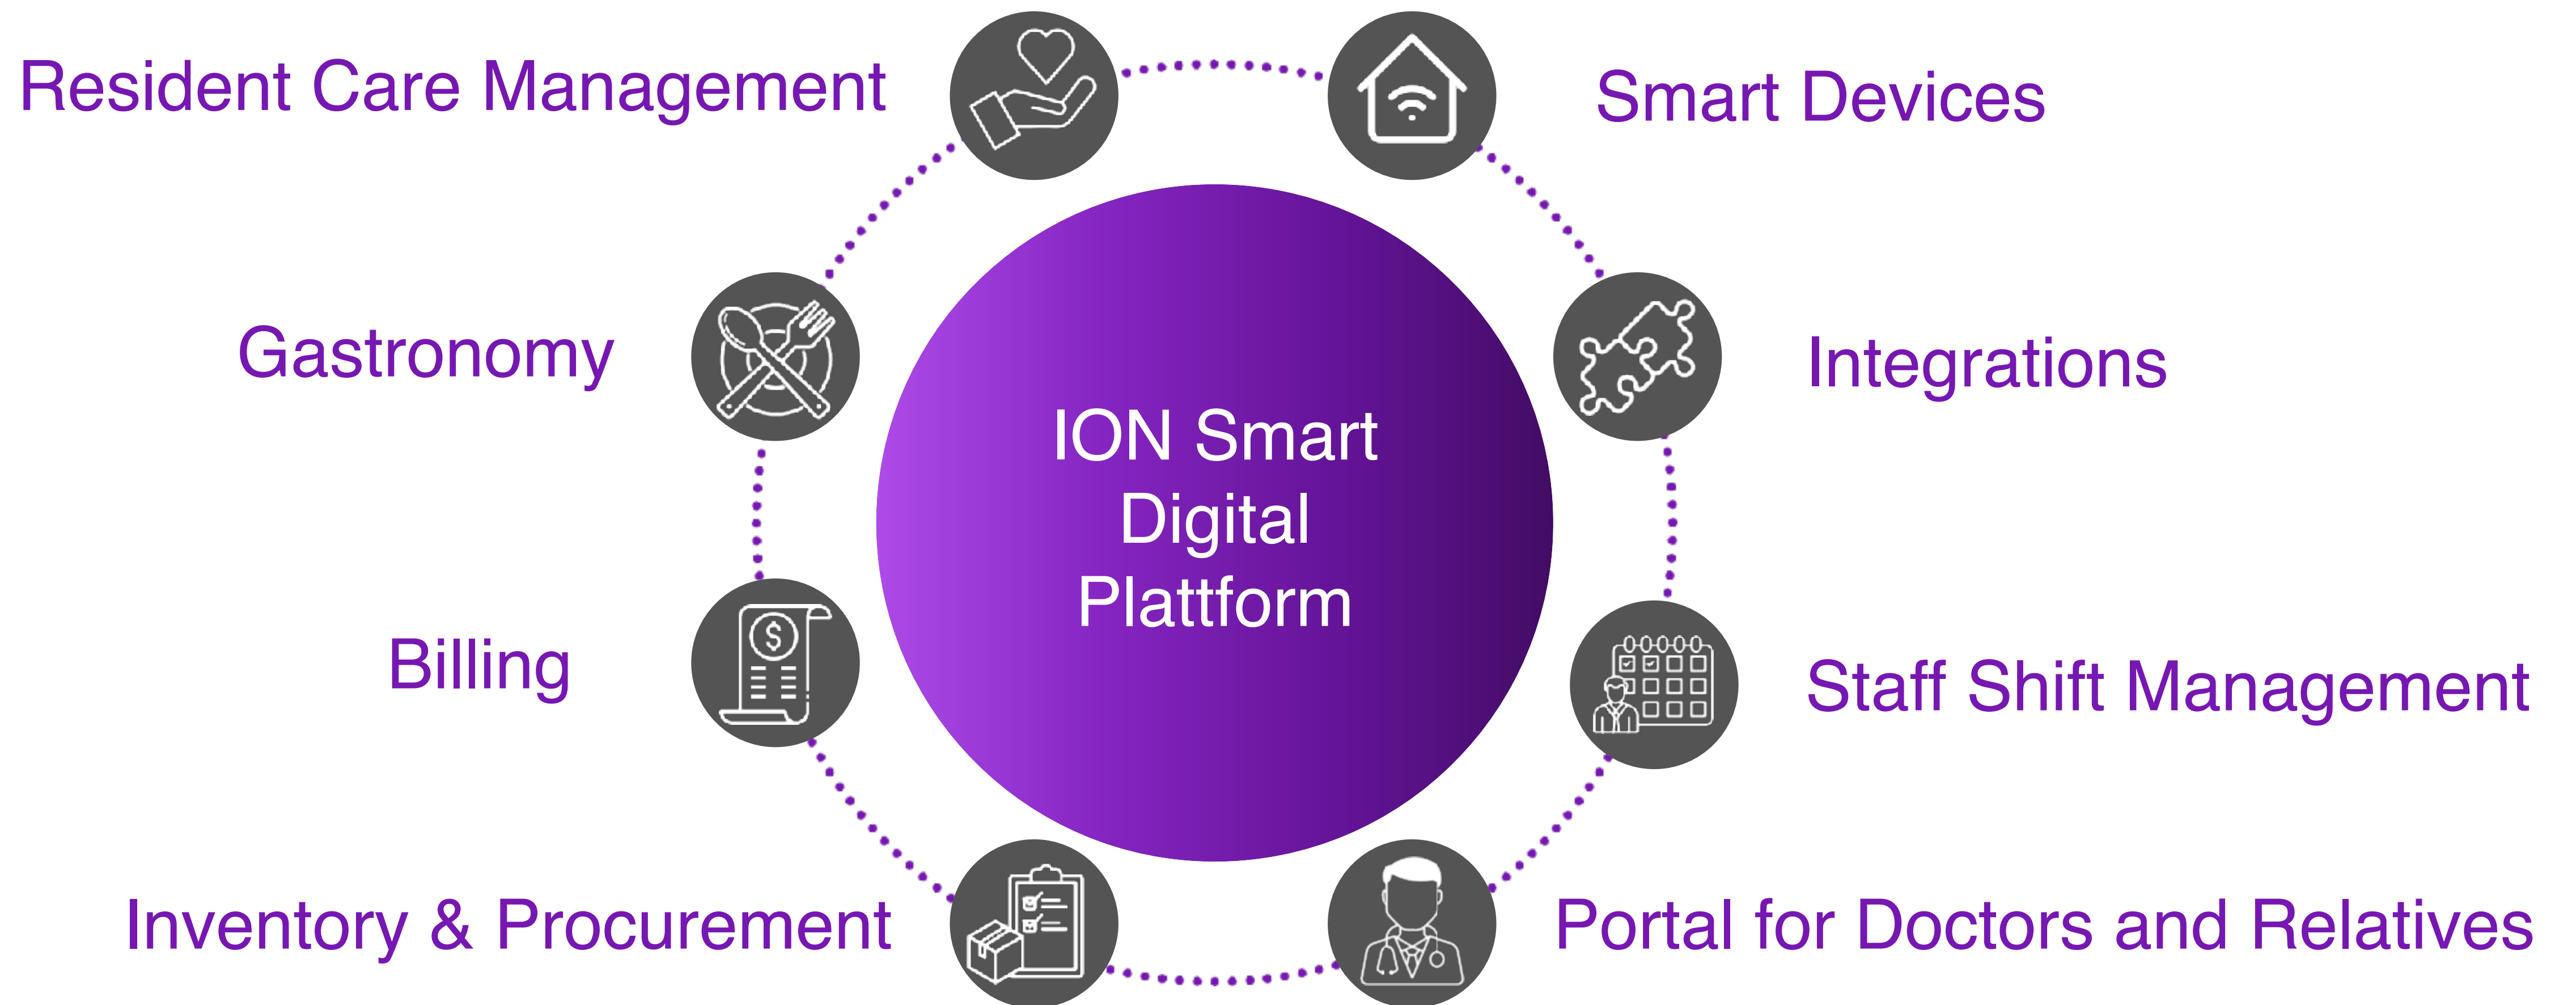 Resident Care Management
Smart Devices
Gastronomy
Integrations
ION Smart
Digital
Plattform
Billing
Staff Shift Management
Inventory & Procurement
Portal for Doctors and Relatives
$